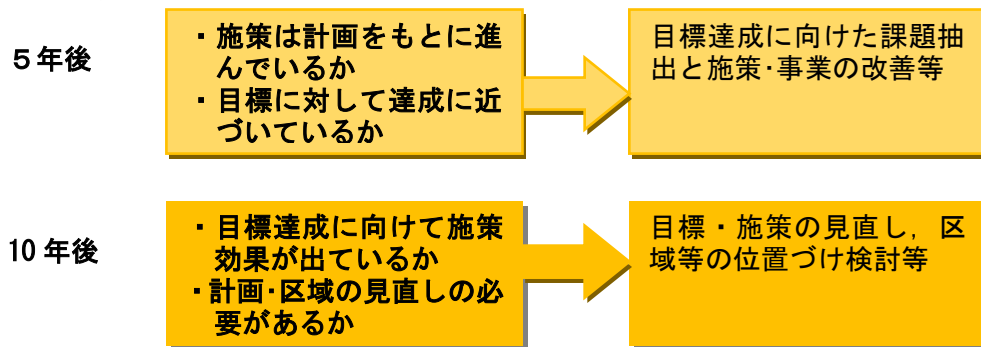 ５年後
・施策は計画をもとに進
んでいるか
・目標に対して達成に近
づいているか
目標達成に向けた課題抽
出と施策･事業の改善等
10 年後
・目標達成に向けて施策
効果が出ているか
・計画･区域の見直しの必
要があるか
目標・施策の見直し，区
域等の位置づけ検討等